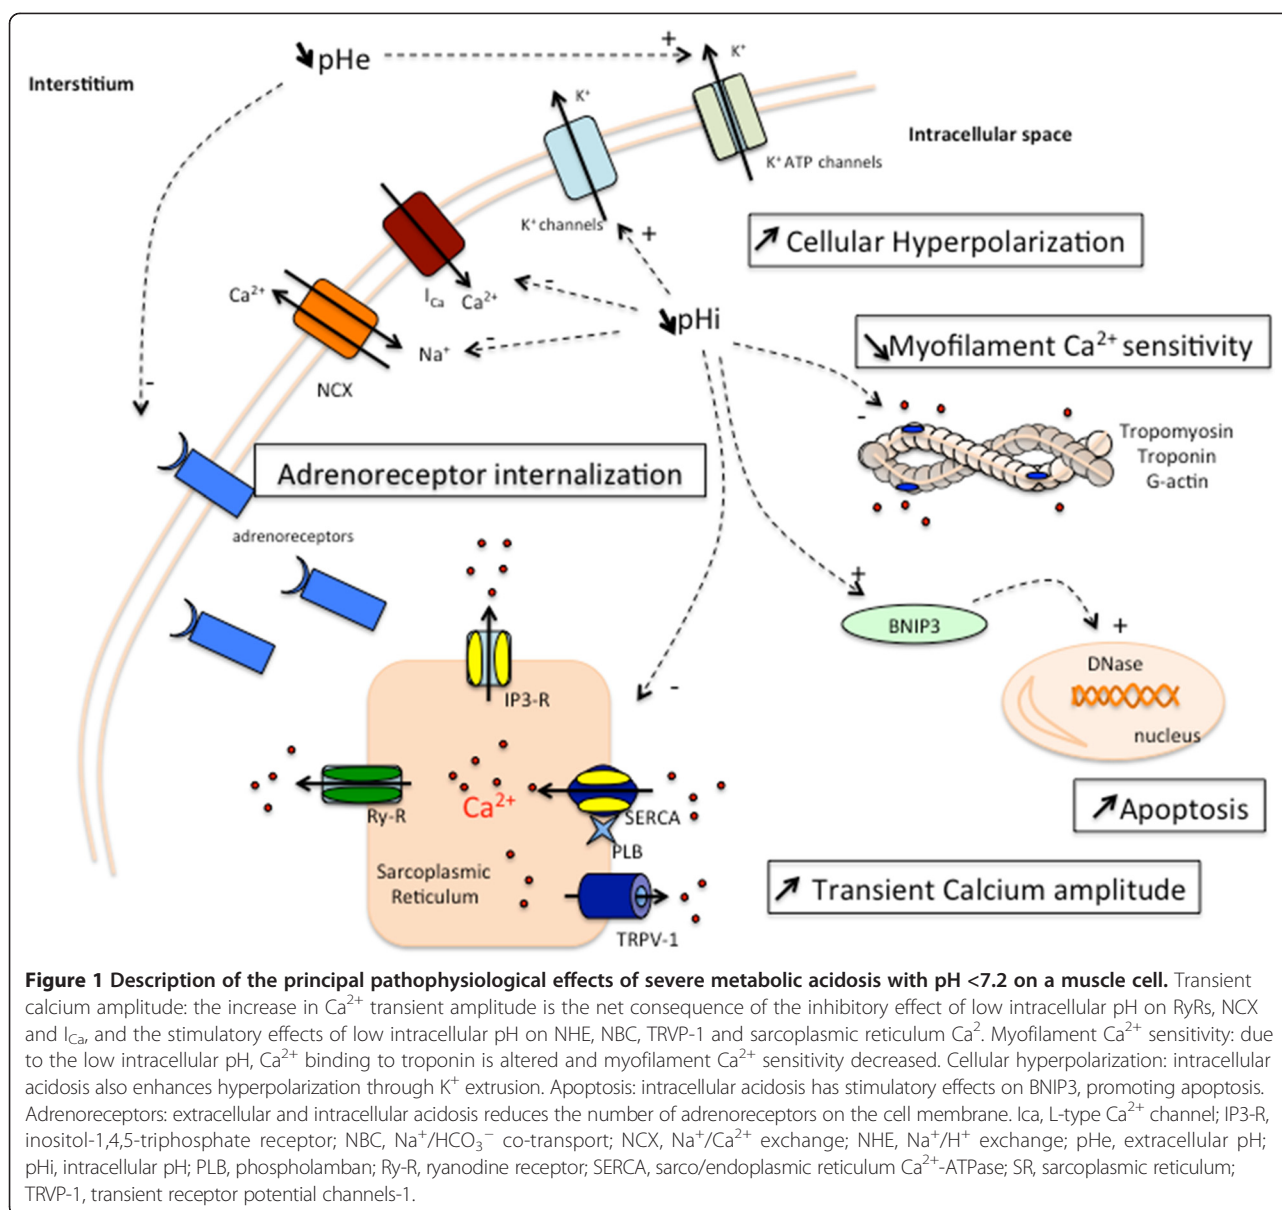 pHe
+
K⁺
Interstitium
K⁺
Intracellular space
K⁺ ATP channels
K⁺ channels
+
Cellular Hyperpolarization
-
Ca²⁺
I_Ca Ca²⁺
pHi
-
Na⁺
Myofilament Ca²⁺ sensitivity
NCX
-
-
Tropomyosin
Troponin
G-actin
Adrenoreceptor internalization
adrenoreceptors
+
BNIP3
+
DNase
nucleus
-
IP3-R
Ca²⁺
Ry-R
SERCA
PLB
Apoptosis
Sarcoplasmic
Reticulum
Transient Calcium amplitude
TRPV-1
Figure 1 Description of the principal pathophysiological effects of severe metabolic acidosis with pH <7.2 on a muscle cell. Transient
calcium amplitude: the increase in Ca²⁺ transient amplitude is the net consequence of the inhibitory effect of low intracellular pH on RyRs, NCX
and I_Ca, and the stimulatory effects of low intracellular pH on NHE, NBC, TRVP-1 and sarcoplasmic reticulum Ca². Myofilament Ca²⁺ sensitivity: due
to the low intracellular pH, Ca²⁺ binding to troponin is altered and myofilament Ca²⁺ sensitivity decreased. Cellular hyperpolarization: intracellular
acidosis also enhances hyperpolarization through K⁺ extrusion. Apoptosis: intracellular acidosis has stimulatory effects on BNIP3, promoting apoptosis.
Adrenoreceptors: extracellular and intracellular acidosis reduces the number of adrenoreceptors on the cell membrane. Ica, L-type Ca²⁺ channel; IP3-R,
inositol-1,4,5-triphosphate receptor; NBC, Na⁺/HCO₃⁻ co-transport; NCX, Na⁺/Ca²⁺ exchange; NHE, Na⁺/H⁺ exchange; pHe, extracellular pH;
pHi, intracellular pH; PLB, phospholamban; Ry-R, ryanodine receptor; SERCA, sarco/endoplasmic reticulum Ca²⁺-ATPase; SR, sarcoplasmic reticulum;
TRVP-1, transient receptor potential channels-1.